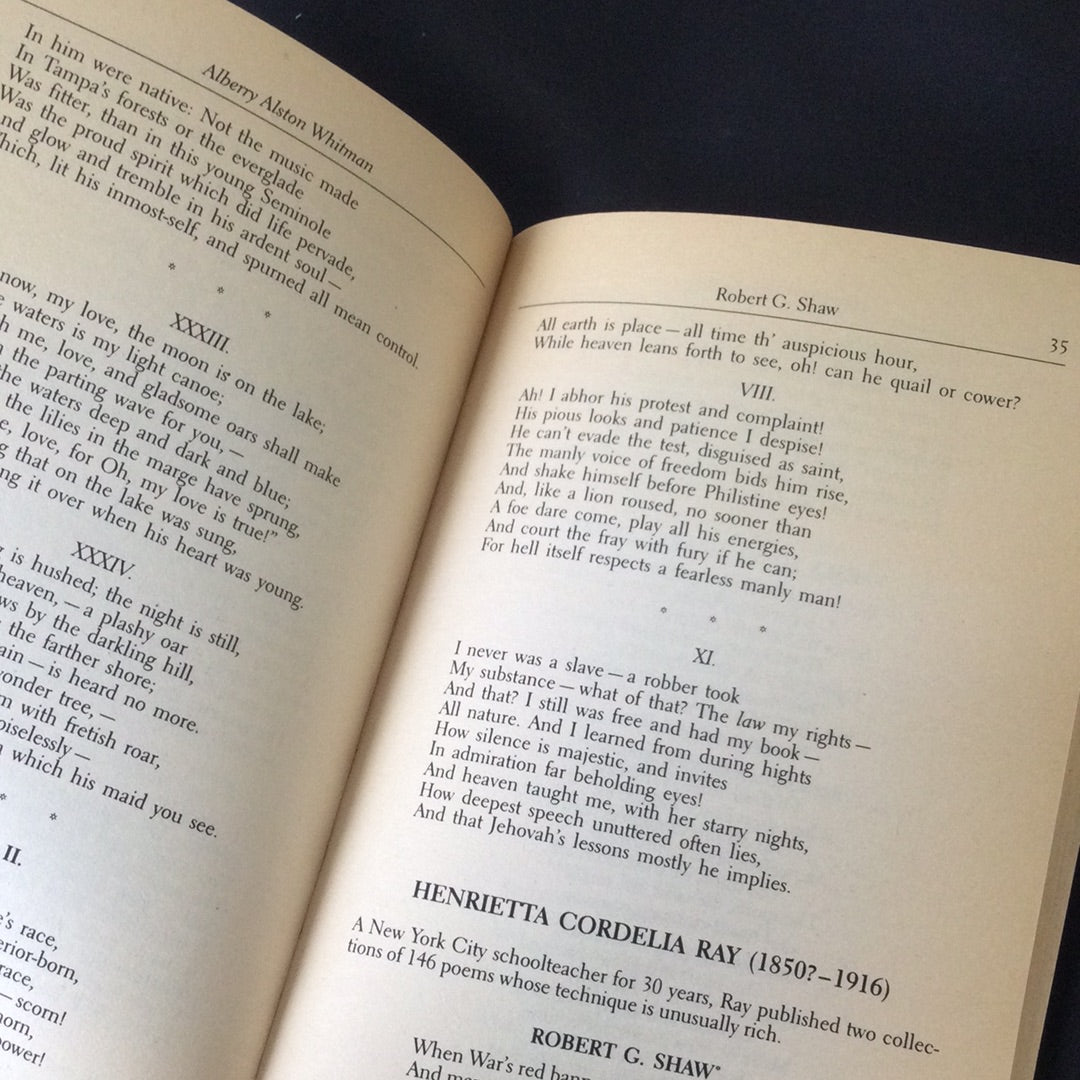 Alberry Alston Whitman
In him were native: Not the music made
In Tampa's forests or the everglade
Was fitter, than in this young Seminole
Was the proud spirit which did life pervade,
and glow and tremble in his ardent soul—
which, lit his inmost-self, and spurned all mean control.
* * *
XXXIII.
now, my love, the moon is on the lake;
waters is my light canoe;
me, love, and gladsome oars shall make
the parting wave for you,—
the waters deep and dark and blue;
the lilies in the marge have sprung,
love, for Oh, my love is true!"
that on the lake was sung,
it over when his heart was young.
XXXIV.
is hushed; the night is still,
heaven,—a plashy oar
by the darkling hill,
the farther shore;
—is heard no more.
tree,—
with fretish roar,
which his maid you see.
* *
II.
race,
race,
—scorn!
Robert G. Shaw 35
All earth is place—all time th' auspicious hour,
While heaven leans forth to see, oh! can he quail or cower?
VIII.
Ah! I abhor his protest and complaint!
His pious looks and patience I despise!
He can't evade the test, disguised as saint,
The manly voice of freedom bids him rise,
And shake himself before Philistine eyes!
And, like a lion roused, no sooner than
A foe dare come, play all his energies,
And court the fray with fury if he can;
For hell itself respects a fearless manly man!
* * *
XI.
I never was a slave—a robber took
My substance—what of that? The law my rights—
And that? I still was free and had my book—
All nature. And I learned from during hights
How silence is majestic, and invites
In admiration far beholding eyes!
And heaven taught me, with her starry nights,
How deepest speech unuttered often lies,
And that Jehovah's lessons mostly he implies.
HENRIETTA CORDELIA RAY (1850?–1916)
A New York City schoolteacher for 30 years, Ray published two collec-
tions of 146 poems whose technique is unusually rich.
ROBERT G. SHAW*
When War's red
And